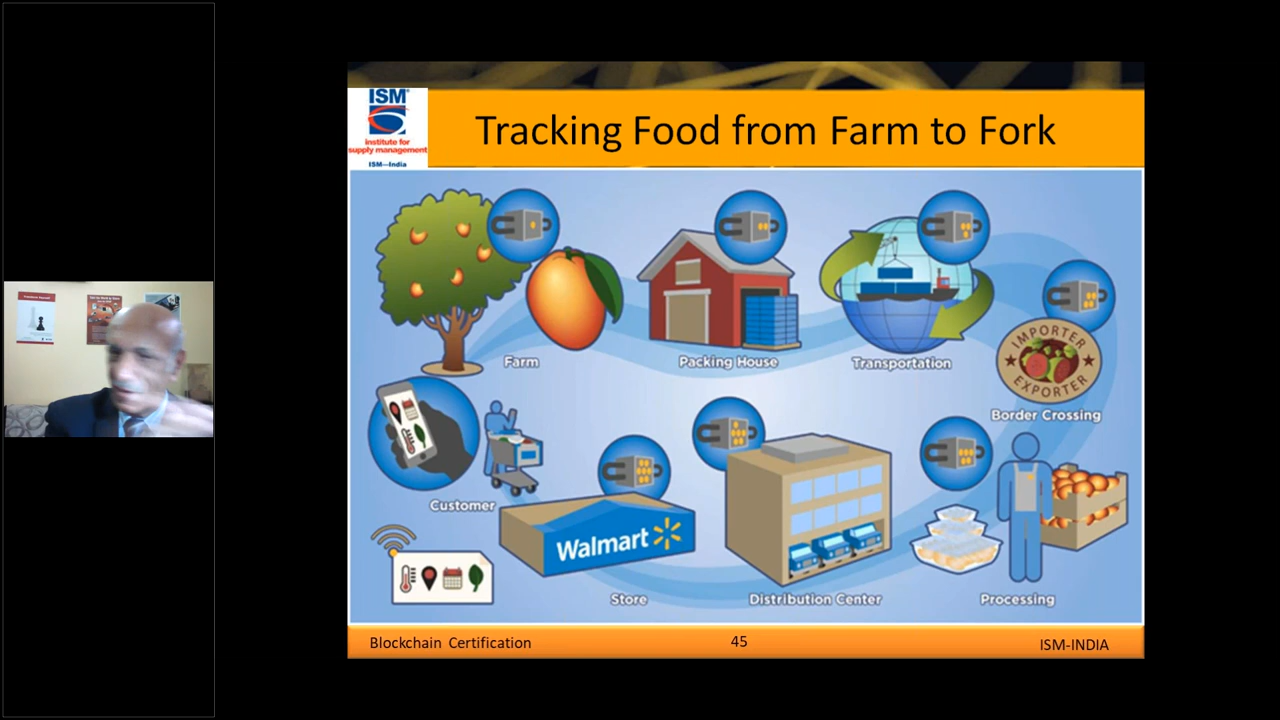 ISM
institute for
supply management
ISM—India
Tracking Food from Farm to Fork
Farm
Packing House
Transportation
IMPORTER
EXPORTER
Border Crossing
Customer
Walmart
Store
Distribution Center
Processing
Blockchain Certification
45
ISM-INDIA